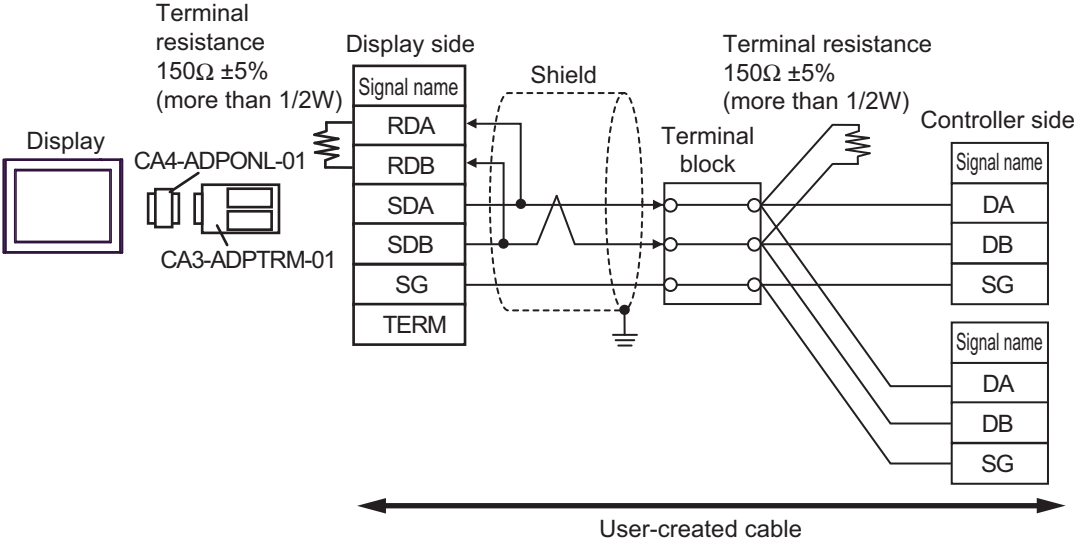 Terminal
resistance
150Ω ±5%
(more than 1/2W)
Display side
Shield
Terminal resistance
150Ω ±5%
(more than 1/2W)
Controller side
Display
CA4-ADPONL-01
CA3-ADPTRM-01
Signal name
RDA
RDB
SDA
SDB
SG
TERM
Terminal
block
Signal name
DA
DB
SG
Signal name
DA
DB
SG
User-created cable